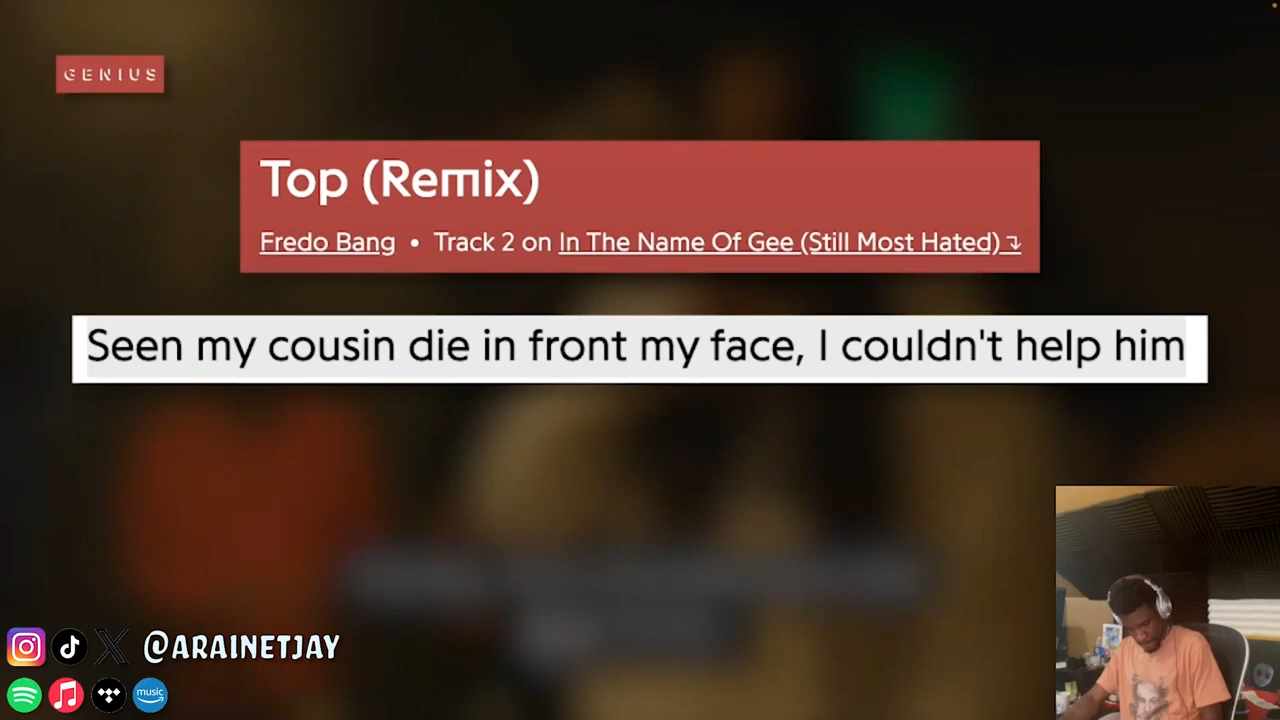 GENIUS
Top (Remix)
Fredo Bang • Track 2 on In The Name Of Gee (Still Most Hated)
Seen my cousin die in front my face, I couldn't help him
@ARAINETJAY
music